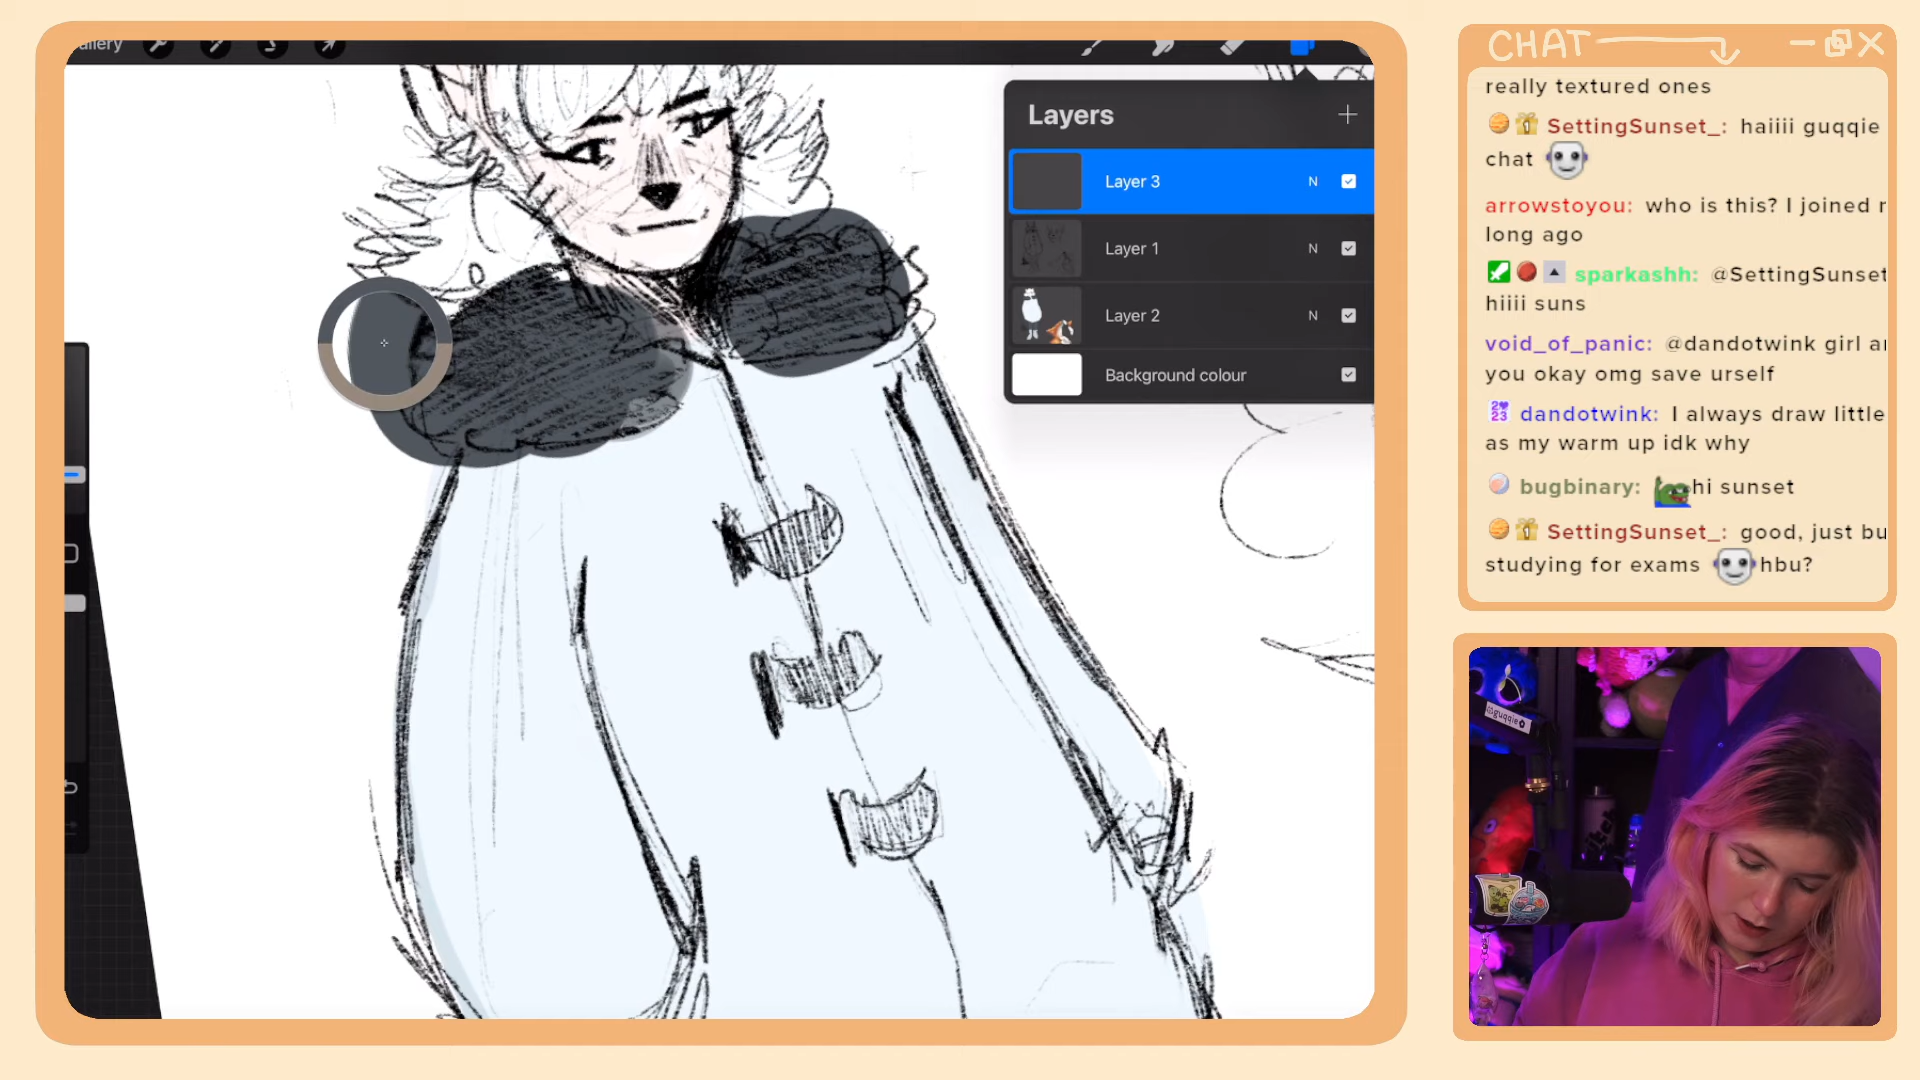 allery
Layers
Layer 3 N
Layer 1 N
Layer 2 N
Background colour
CHAT
really textured ones
SettingSunset_: haiiii guqqie
chat
arrowstoyou: who is this? I joined
long ago
sparkashh: @SettingSunset
hiiii suns
void_of_panic: @dandotwink girl
you okay omg save urself
dandotwink: I always draw little
as my warm up idk why
bugbinary: hi sunset
SettingSunset_: good, just bu
studying for exams hbu?
guqqie